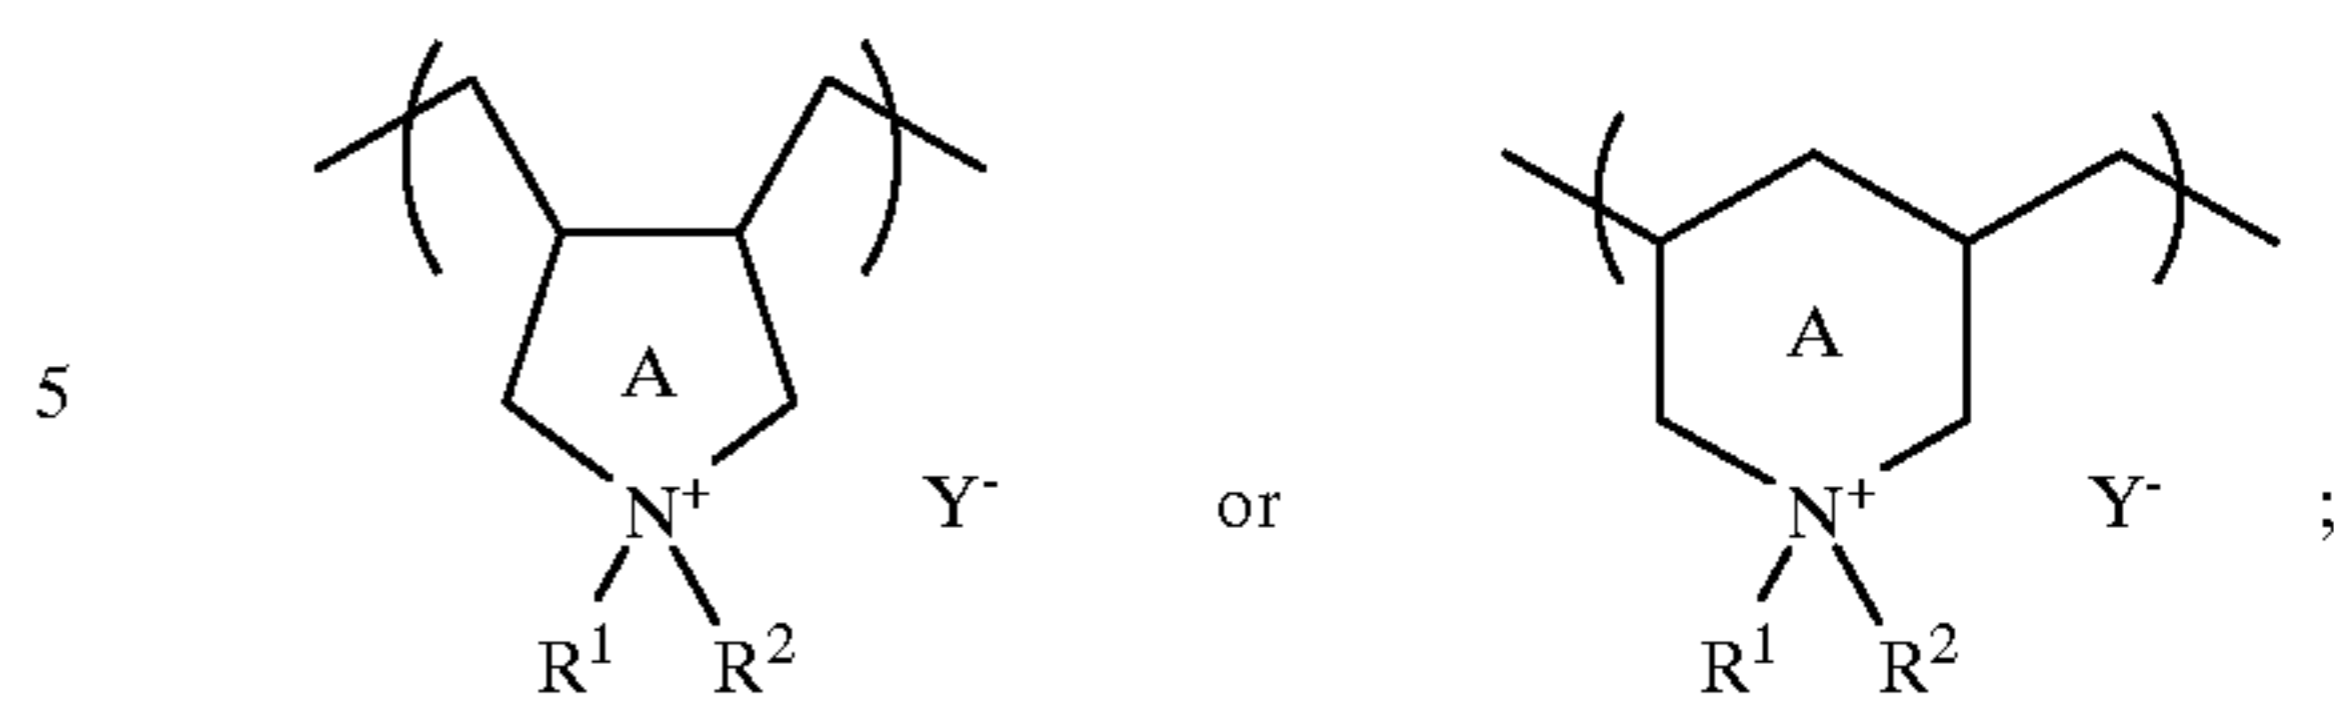 A A
5
N⁺ Y⁻ or N⁺ Y⁻ ;
R¹ R² R¹ R²